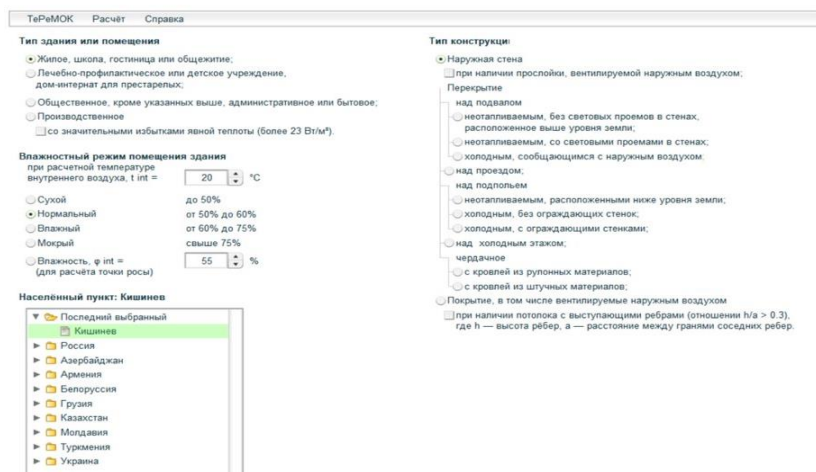 ТеРеМОК Расчёт Справка
Тип здания или помещения
Жилое, школа, гостиница или общежитие;
Лечебно-профилактическое или детское учреждение,
дом-интернат для престарелых;
Общественное, кроме указанных выше, административное или бытовое;
Производственное
со значительными избытками явной теплоты (более 23 Вт/м³).
Влажностный режим помещения здания
при расчетной температуре
внутреннего воздуха, t int = 20 °C
Сухой до 50%
Нормальный от 50% до 60%
Влажный от 60% до 75%
Мокрый свыше 75%
Влажность, φ int = 55 %
(для расчёта точки росы)
Населённый пункт: Кишинев
Последний выбранный
Кишинев
Россия
Азербайджан
Армения
Белоруссия
Грузия
Казахстан
Молдавия
Туркмения
Украина
Тип конструкци
Наружная стена
при наличии прослойки, вентилируемой наружным воздухом;
Перекрытие
над подвалом
неотапливаемым, без световых проемов в стенах,
расположенное выше уровня земли;
неотапливаемым, со световыми проемами в стенах;
холодным, сообщающимся с наружным воздухом.
над проездом;
над подпольем
неотапливаемым, расположенными ниже уровня земли;
холодным, без ограждающих стенок;
холодным, с ограждающими стенками;
над холодным этажом;
чердачное
с кровлей из рулонных материалов;
с кровлей из штучных материалов;
Покрытие, в том числе вентилируемые наружным воздухом
при наличии потолока с выступающими ребрами (отношении h/a > 0.3),
где h — высота рёбер, a — расстояние между гранями соседних ребер.